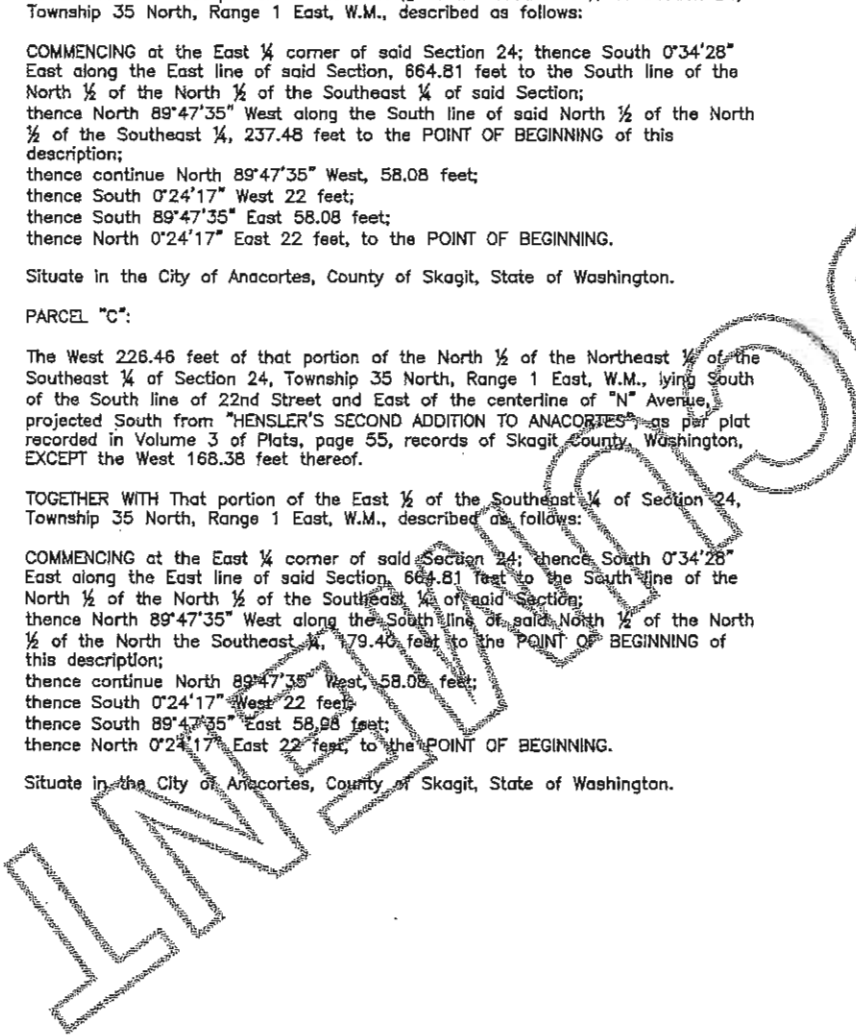 Township 35 North, Range 1 East, W.M., described as follows:
COMMENCING at the East ¼ corner of said Section 24; thence South 0°34'28"
East along the East line of said Section, 664.81 feet to the South line of the
North ½ of the North ½ of the Southeast ¼ of said Section;
thence North 89°47'35" West along the South line of said North ½ of the North
½ of the Southeast ¼, 237.48 feet to the POINT OF BEGINNING of this
description;
thence continue North 89°47'35" West, 58.08 feet;
thence South 0°24'17" West 22 feet;
thence South 89°47'35" East 58.08 feet;
thence North 0°24'17" East 22 feet, to the POINT OF BEGINNING.
Situate in the City of Anacortes, County of Skagit, State of Washington.
PARCEL "C":
The West 226.46 feet of that portion of the North ½ of the Northeast ¼ of the
Southeast ¼ of Section 24, Township 35 North, Range 1 East, W.M., lying South
of the South line of 22nd Street and East of the centerline of "N" Avenue,
projected South from "HENSLER'S SECOND ADDITION TO ANACORTES", as per plat
recorded in Volume 3 of Plats, page 55, records of Skagit County, Washington,
EXCEPT the West 168.38 feet thereof.
TOGETHER WITH That portion of the East ½ of the Southeast ¼ of Section 24,
Township 35 North, Range 1 East, W.M., described as follows:
COMMENCING at the East ¼ corner of said Section 24; thence South 0°34'28"
East along the East line of said Section, 664.81 feet to the South line of the
North ½ of the North ½ of the Southeast ¼ of said Section;
thence North 89°47'35" West along the South line of said North ½ of the North
½ of the North the Southeast ¼, 179.40 feet to the POINT OF BEGINNING of
this description;
thence continue North 89°47'35" West, 58.08 feet;
thence South 0°24'17" West 22 feet;
thence South 89°47'35" East 58.08 feet;
thence North 0°24'17" East 22 feet, to the POINT OF BEGINNING.
Situate in the City of Anacortes, County of Skagit, State of Washington.
CUMENT